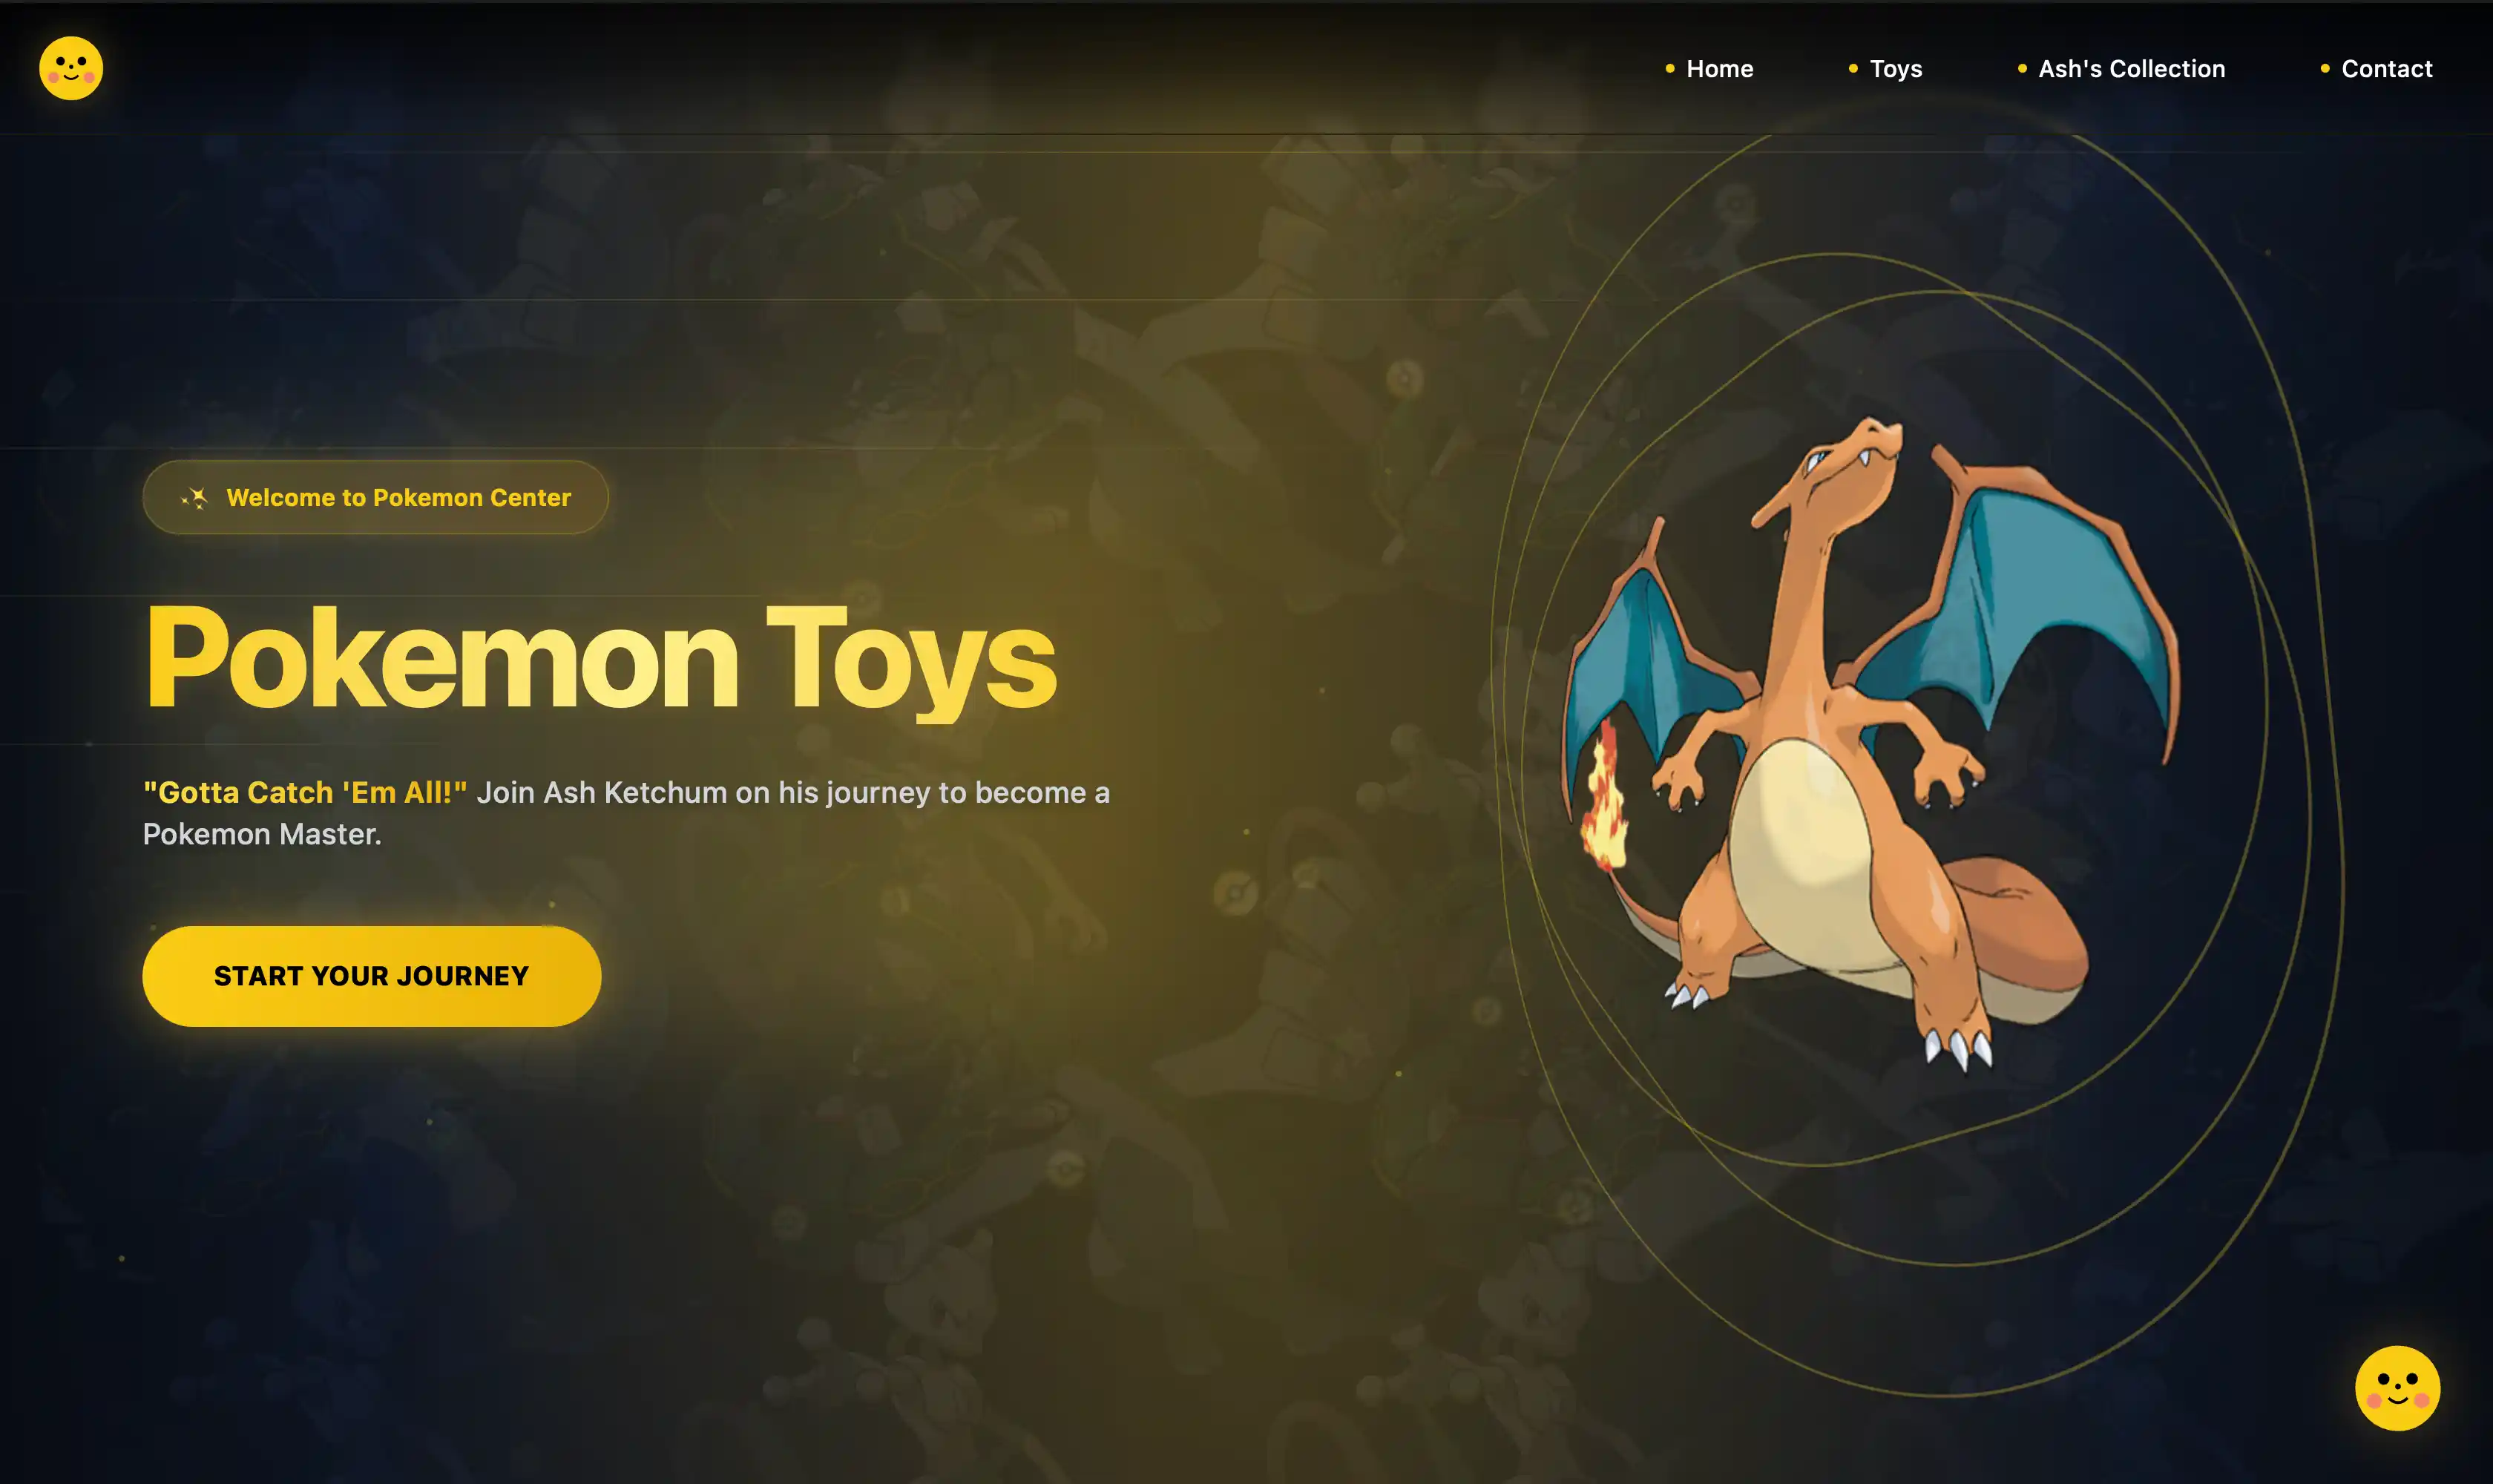 Home
Toys
Ash's Collection
Contact
Welcome to Pokemon Center
Pokemon Toys
"Gotta Catch 'Em All!" Join Ash Ketchum on his journey to become a
Pokemon Master.
START YOUR JOURNEY